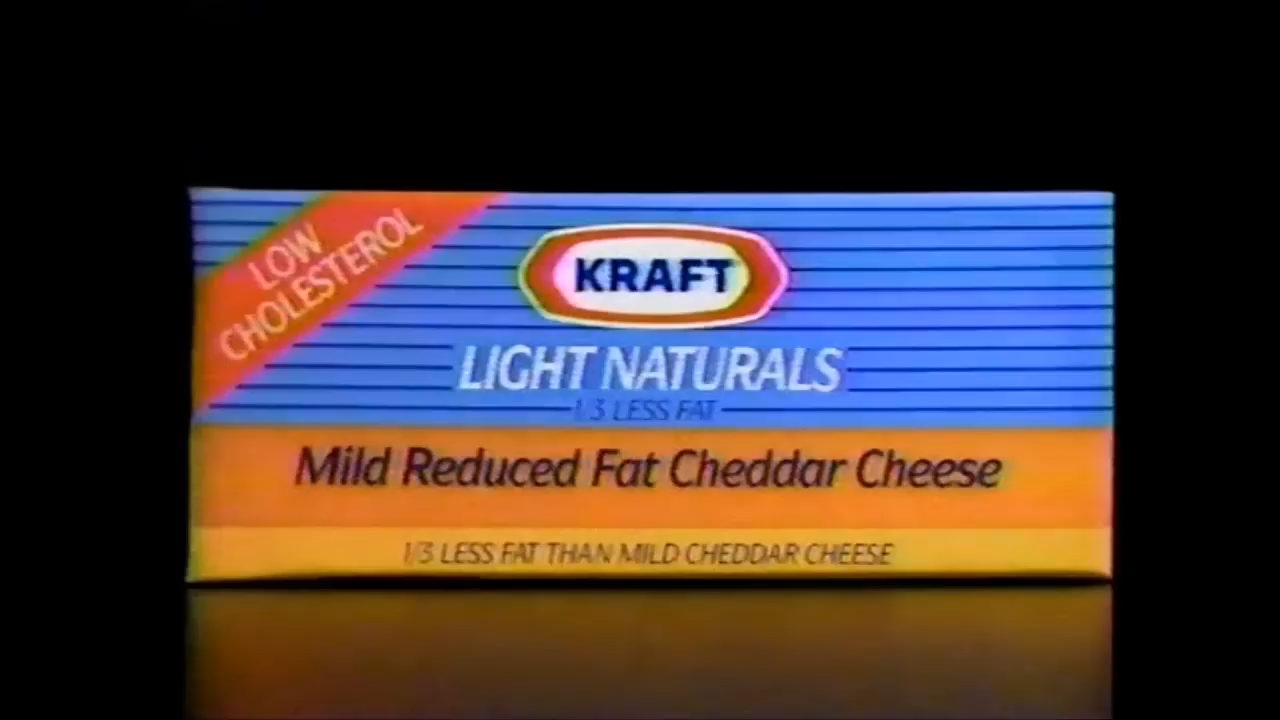 LOW
CHOLESTEROL
KRAFT
LIGHT NATURALS
1/3 LESS FAT
Mild Reduced Fat Cheddar Cheese
1/3 LESS FAT THAN MILD CHEDDAR CHEESE